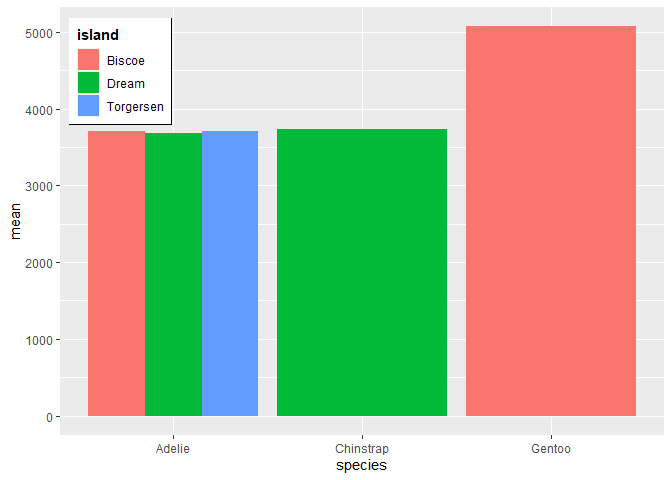 island
Biscoe
Dream
Torgersen
5000
4000
3000
2000
1000
0
mean
Adelie Chinstrap Gentoo
species